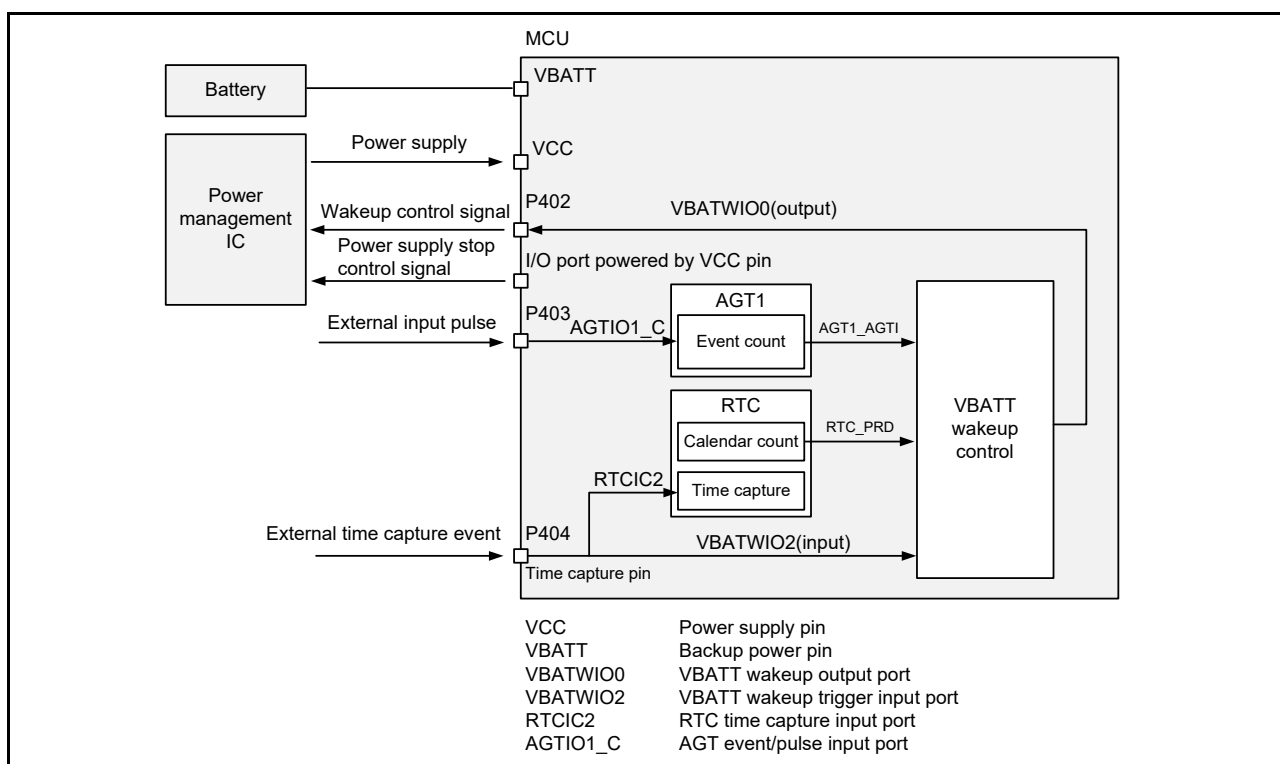 MCU
Battery
VBATT
Power supply
VCC
Power
management
IC
P402
VBATWIO0(output)
Wakeup control signal
Power supply stop
control signal
I/O port powered by VCC pin
P403
External input pulse
AGTIO1_C
AGT1
Event count
AGT1_AGTI
RTC
Calendar count
RTC_PRD
VBATT
wakeup
control
RTCIC2
Time capture
External time capture event
P404
VBATWIO2(input)
Time capture pin
VCC Power supply pin
VBATT Backup power pin
VBATWIO0 VBATT wakeup output port
VBATWIO2 VBATT wakeup trigger input port
RTCIC2 RTC time capture input port
AGTIO1_C AGT event/pulse input port